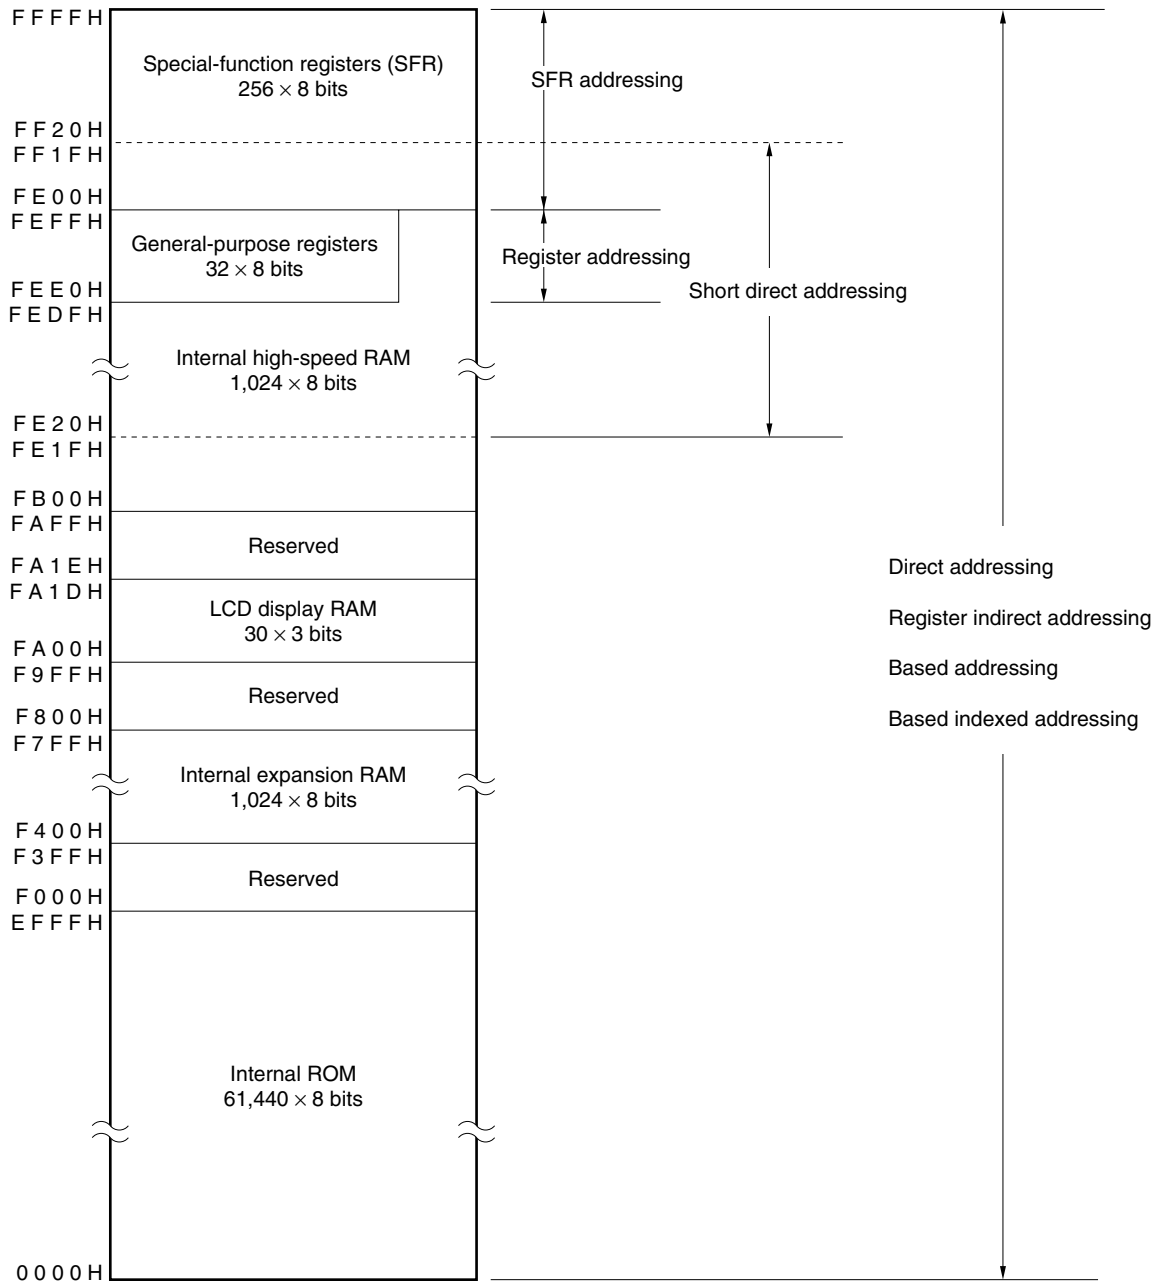 FFFFH
Special-function registers (SFR)
256 × 8 bits
SFR addressing
FF20H
FF1FH
FE00H
FEFFH
General-purpose registers
32 × 8 bits
Register addressing
FEE0H
FEDFH
Short direct addressing
Internal high-speed RAM
1,024 × 8 bits
FE20H
FE1FH
FB00H
FAFFH
Reserved
FA1EH
FA1DH
LCD display RAM
30 × 3 bits
FA00H
F9FFH
Reserved
F800H
F7FFH
Internal expansion RAM
1,024 × 8 bits
F400H
F3FFH
Reserved
F000H
EFFFH
Direct addressing
Register indirect addressing
Based addressing
Based indexed addressing
Internal ROM
61,440 × 8 bits
0000H